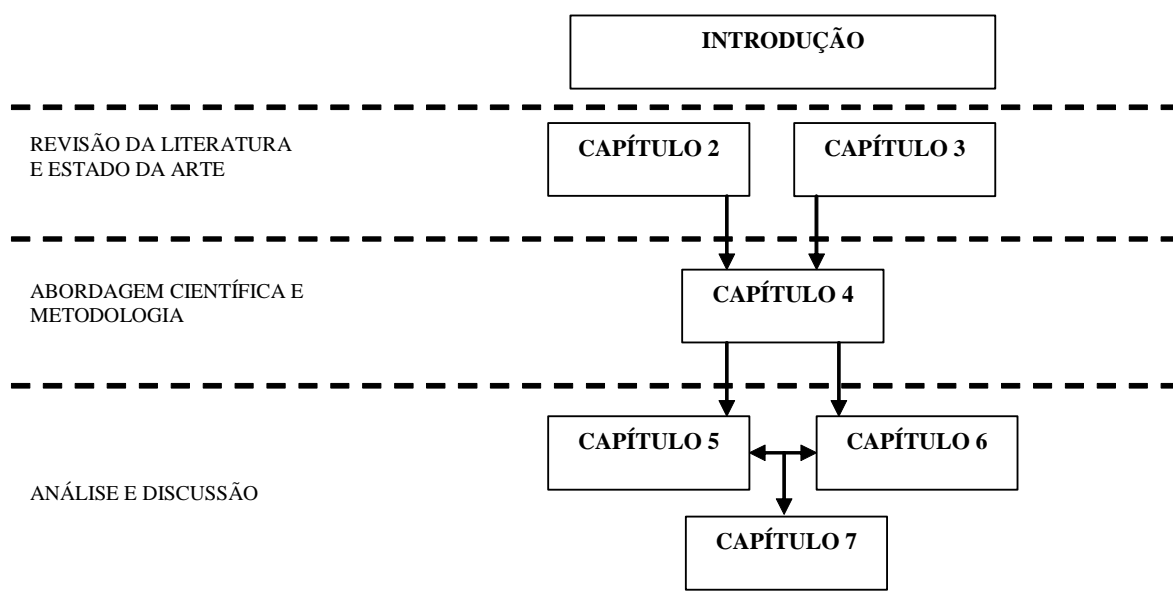 INTRODUÇÃO
REVISÃO DA LITERATURA
E ESTADO DA ARTE
CAPÍTULO 2
CAPÍTULO 3
ABORDAGEM CIENTÍFICA E
METODOLOGIA
CAPÍTULO 4
CAPÍTULO 5
CAPÍTULO 6
ANÁLISE E DISCUSSÃO
CAPÍTULO 7